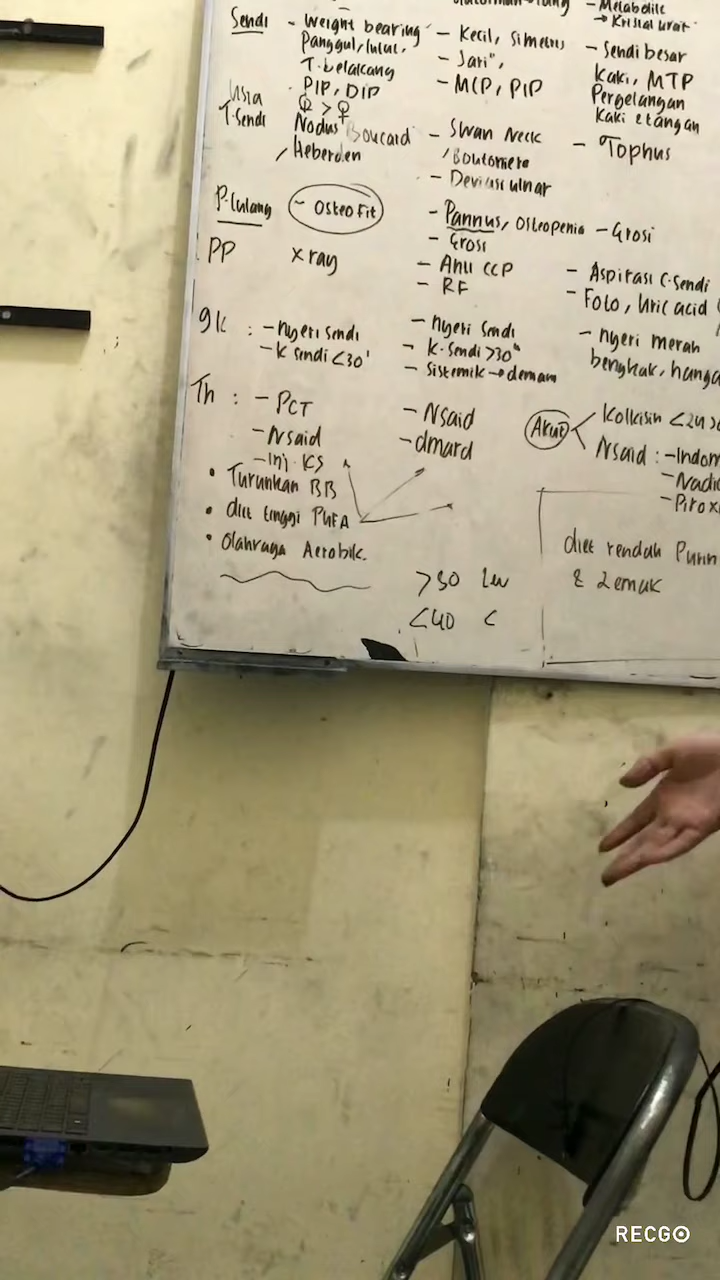 - Metabolic
→ Kristal urat
Sendi
- Weight bearing
Panggul, lutut,
T. belakang
PIP, DIP
- Kecil, Simetris
- Jari",
- MCP, PIP
- Sendi besar
Kaki, MTP
Pergelangan
Kaki & tangan
Usia
♀ > ♀
T. Sendi
Nodus Boucard
/ Heberden
- Swan Neck
/ Boutoniere
- Deviasi ulnar
- Tophus
P. tulang
- Osteofit
- Pannus, Osteopenia
- Erosi
- Erosi
PP
x ray
- Anti CCP
- RF
- Aspirasi C. Sendi
- Foto, Uric acid
gk :
- nyeri sendi
- K sendi <30'
- nyeri sendi
- K. Sendi >30"
- Sistemik → demam
- nyeri merah
bengkak, hanga
Th :
- PCT
- Nsaid
- Inj. KS
- Nsaid
- dmard
Akut
Kolkisin <24
Nsaid : - Indom
- Nadi
- Pirox
• Turunkan BB
• diet tinggi PUFA
• Olahraga Aerobik.
>30
<40 <
diet rendah Purin
& Lemak
RECGO